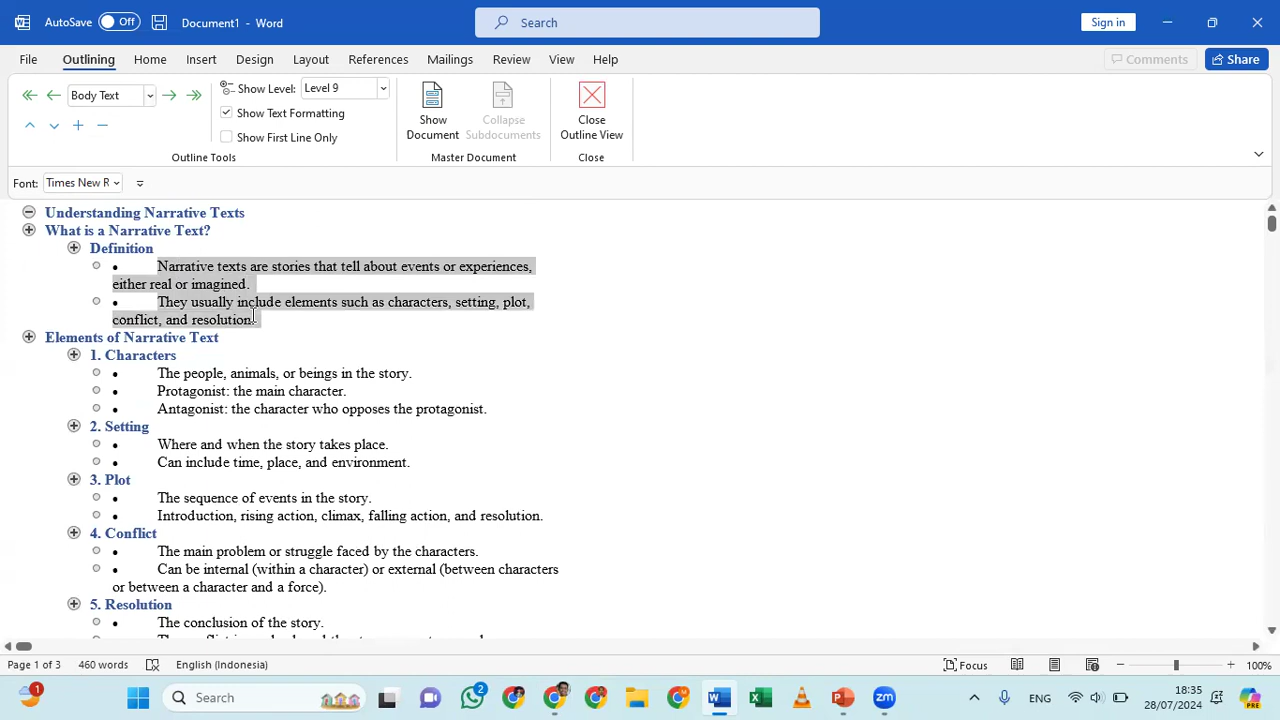 AutoSave Off Document1 - Word Search Sign in
File Outlining Home Insert Design Layout References Mailings Review View Help Comments Share
Body Text
Show Level: Level 9
Show Text Formatting
Show First Line Only
Outline Tools
Show Document
Collapse Subdocuments
Master Document
Close Outline View
Close
Font: Times New R
Understanding Narrative Texts
What is a Narrative Text?
Definition
• Narrative texts are stories that tell about events or experiences,
either real or imagined.
• They usually include elements such as characters, setting, plot,
conflict, and resolution.
Elements of Narrative Text
1. Characters
• The people, animals, or beings in the story.
• Protagonist: the main character.
• Antagonist: the character who opposes the protagonist.
2. Setting
• Where and when the story takes place.
• Can include time, place, and environment.
3. Plot
• The sequence of events in the story.
• Introduction, rising action, climax, falling action, and resolution.
4. Conflict
• The main problem or struggle faced by the characters.
• Can be internal (within a character) or external (between characters
or between a character and a force).
5. Resolution
• The conclusion of the story.
Page 1 of 3 460 words English (Indonesia) Focus 100%
1 Search 2 zm ENG 18:35
28/07/2024 PRE